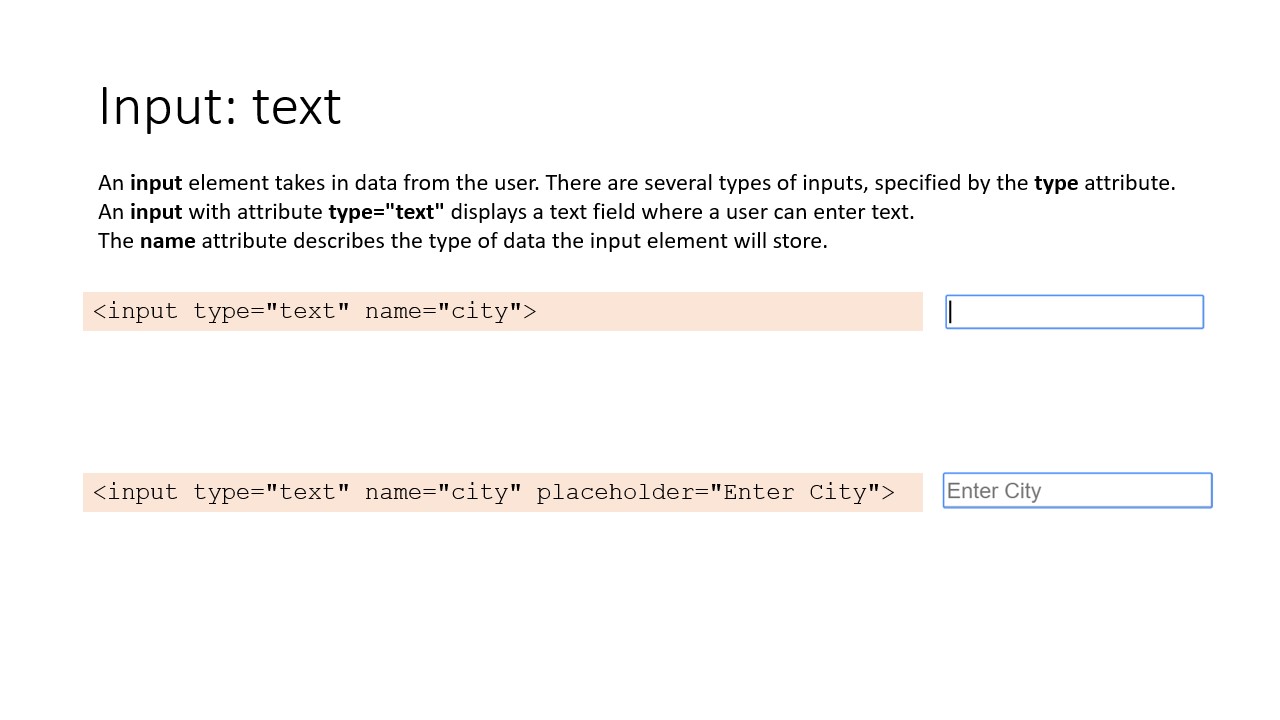 Input: text
An input element takes in data from the user. There are several types of inputs, specified by the type attribute.
An input with attribute type="text" displays a text field where a user can enter text.
The name attribute describes the type of data the input element will store.
<input type="text" name="city">
<input type="text" name="city" placeholder="Enter City">
Enter City